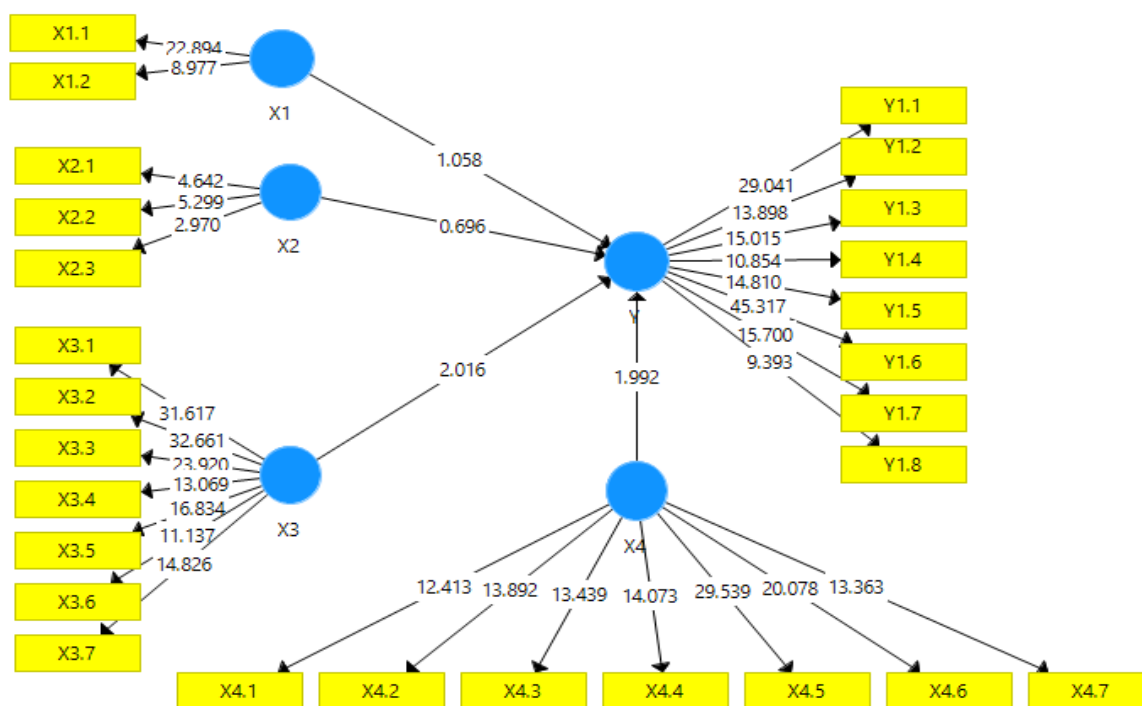 X1.1
X1.2
22.894
8.977
X1
X2.1
X2.2
X2.3
4.642
5.299
2.970
X2
1.058
0.696
X3.1
X3.2
X3.3
X3.4
X3.5
X3.6
X3.7
31.617
32.661
23.920
13.069
16.834
11.137
14.826
X3
2.016
Y
1.992
Y1.1
Y1.2
Y1.3
Y1.4
Y1.5
Y1.6
Y1.7
Y1.8
29.041
13.898
15.015
10.854
14.810
45.317
15.700
9.393
X4
12.413
13.892
13.439
14.073
29.539
20.078
13.363
X4.1
X4.2
X4.3
X4.4
X4.5
X4.6
X4.7